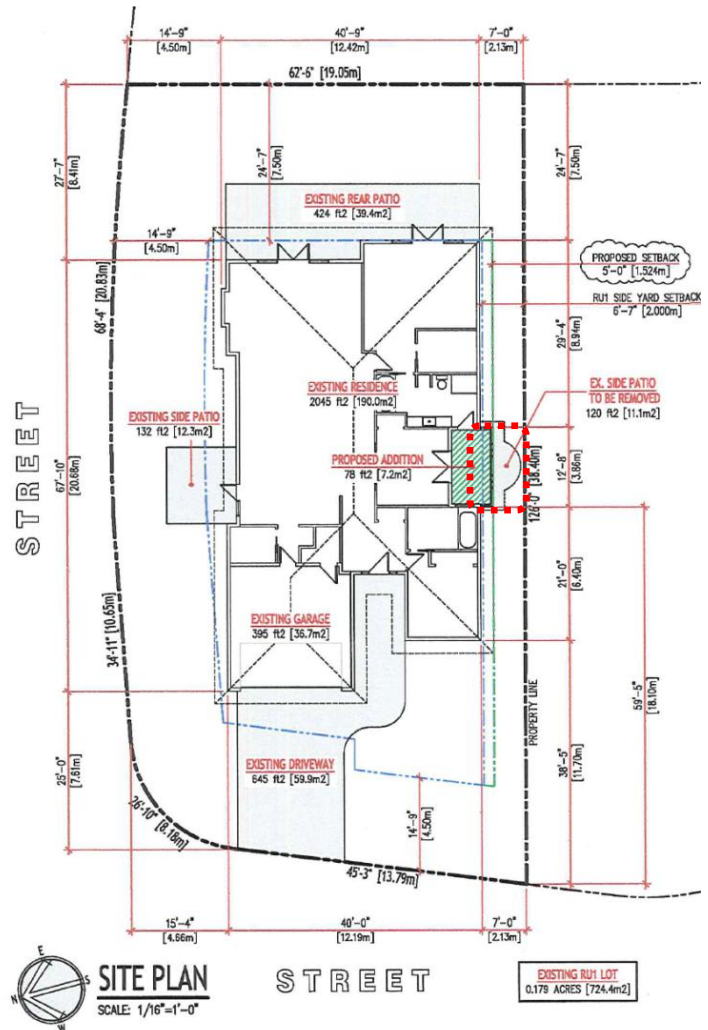 14'-9"
[4.50m]
40'-9"
[12.42m]
7'-0"
[2.13m]
62'-6" [19.05m]
27'-7"
[8.41m]
24'-7"
[7.50m]
24'-7"
[7.50m]
EXISTING REAR PATIO
424 ft2 [39.4m2]
14'-9"
[4.50m]
PROPOSED SETBACK
5'-0" [1.524m]
RU1 SIDE YARD SETBACK
6'-7" [2.000m]
68'-4" [20.83m]
29'-4"
[8.94m]
EXISTING RESIDENCE
2045 ft2 [190.0m2]
EX. SIDE PATIO
TO BE REMOVED
120 ft2 [11.1m2]
EXISTING SIDE PATIO
132 ft2 [12.3m2]
PROPOSED ADDITION
78 ft2 [7.2m2]
126'-0" [38.40m]
12'-8"
[3.86m]
67'-10"
[20.68m]
STREET
21'-0"
[6.40m]
EXISTING GARAGE
395 ft2 [36.7m2]
34'-11" [10.65m]
59'-5"
[18.10m]
PROPERTY LINE
38'-5"
[11.70m]
EXISTING DRIVEWAY
645 ft2 [59.9m2]
25'-0"
[7.61m]
26'-10" [8.18m]
14'-9"
[4.50m]
45'-3" [13.79m]
15'-4"
[4.66m]
40'-0"
[12.19m]
7'-0"
[2.13m]
E
S
N
W
SITE PLAN
SCALE: 1/16"=1'-0"
STREET
EXISTING RU1 LOT
0.179 ACRES [724.4m2]